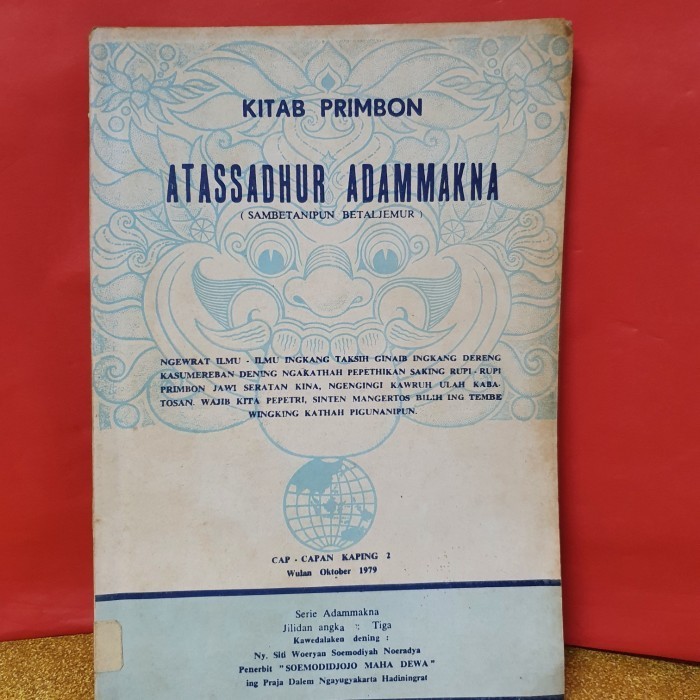 KITAB PRIMBON
ATASSADHUR ADAMMAKNA
( SAMBETANIPUN BETALJEMUR )
NGEWRAT ILMU - ILMU INGKANG TAKSIH GINAIB INGKANG DERENG
KASUMEREBAN DENING NGAKATHAH PEPETHIKAN SAKING RUPI - RUPI
PRIMBON JAWI SERATAN KINA, NGENGINGI KAWRUH ULAH KABA-
TOSAN. WAJIB KITA PEPETRI, SINTEN MANGERTOS BILIH ING TEMBE
WINGKING KATHAH PIGUNANIPUN.
CAP - CAPAN KAPING 2
Wulan Oktober 1979
Serie Adammakna
Jilidan angka : Tiga
Kawedalaken dening :
Ny. Siti Woeryan Soemodiyah Noeradya
Penerbit "SOEMODIDJOJO MAHA DEWA"
ing Praja Dalem Ngayugyakarta Hadiningrat